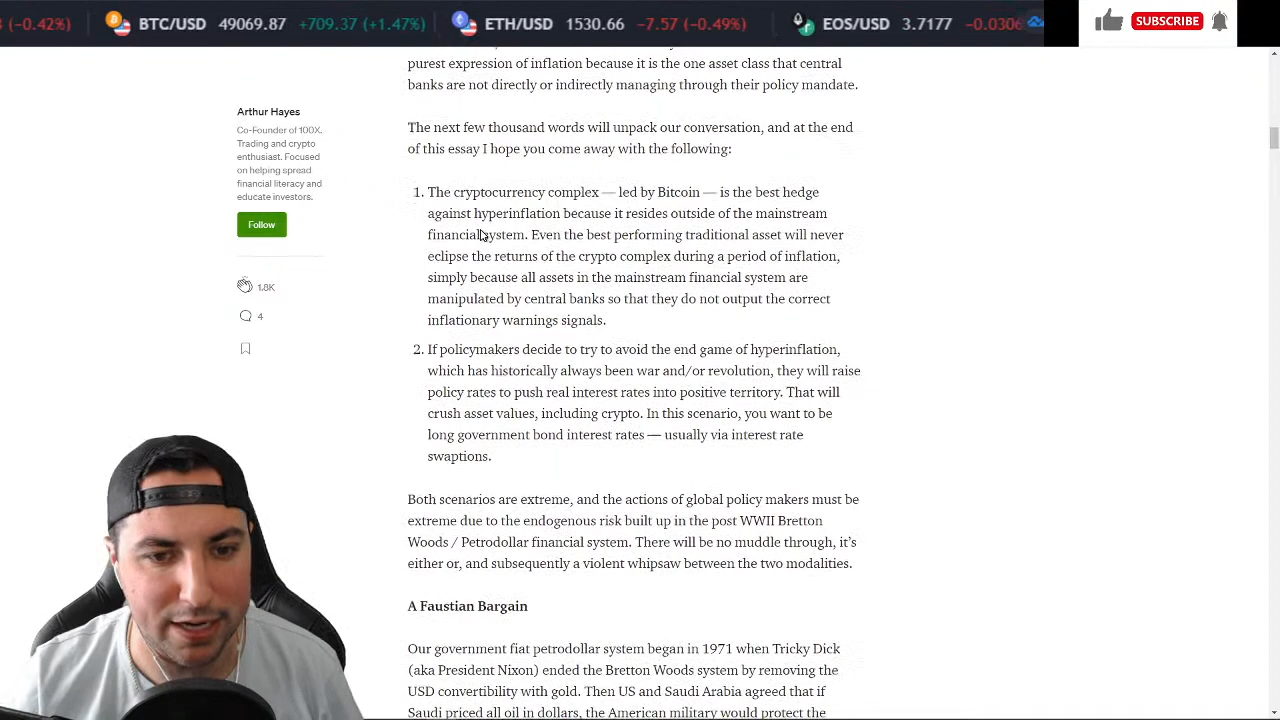 (-0.42%) BTC/USD 49069.87 +709.37 (+1.47%) ETH/USD 1530.66 -7.57 (-0.49%) EOS/USD 3.7177 -0.0306
SUBSCRIBE
purest expression of inflation because it is the one asset class that central
banks are not directly or indirectly managing through their policy mandate.
Arthur Hayes
Co-Founder of 100X.
Trading and crypto
enthusiast. Focused
on helping spread
financial literacy and
educate investors.
Follow
1.8K
4
The next few thousand words will unpack our conversation, and at the end
of this essay I hope you come away with the following:
1. The cryptocurrency complex — led by Bitcoin — is the best hedge
against hyperinflation because it resides outside of the mainstream
financial system. Even the best performing traditional asset will never
eclipse the returns of the crypto complex during a period of inflation,
simply because all assets in the mainstream financial system are
manipulated by central banks so that they do not output the correct
inflationary warnings signals.
2. If policymakers decide to try to avoid the end game of hyperinflation,
which has historically always been war and/or revolution, they will raise
policy rates to push real interest rates into positive territory. That will
crush asset values, including crypto. In this scenario, you want to be
long government bond interest rates — usually via interest rate
swaptions.
Both scenarios are extreme, and the actions of global policy makers must be
extreme due to the endogenous risk built up in the post WWII Bretton
Woods / Petrodollar financial system. There will be no muddle through, it's
either or, and subsequently a violent whipsaw between the two modalities.
A Faustian Bargain
Our government fiat petrodollar system began in 1971 when Tricky Dick
(aka President Nixon) ended the Bretton Woods system by removing the
USD convertibility with gold. Then US and Saudi Arabia agreed that if
Saudi priced all oil in dollars, the American military would protect the